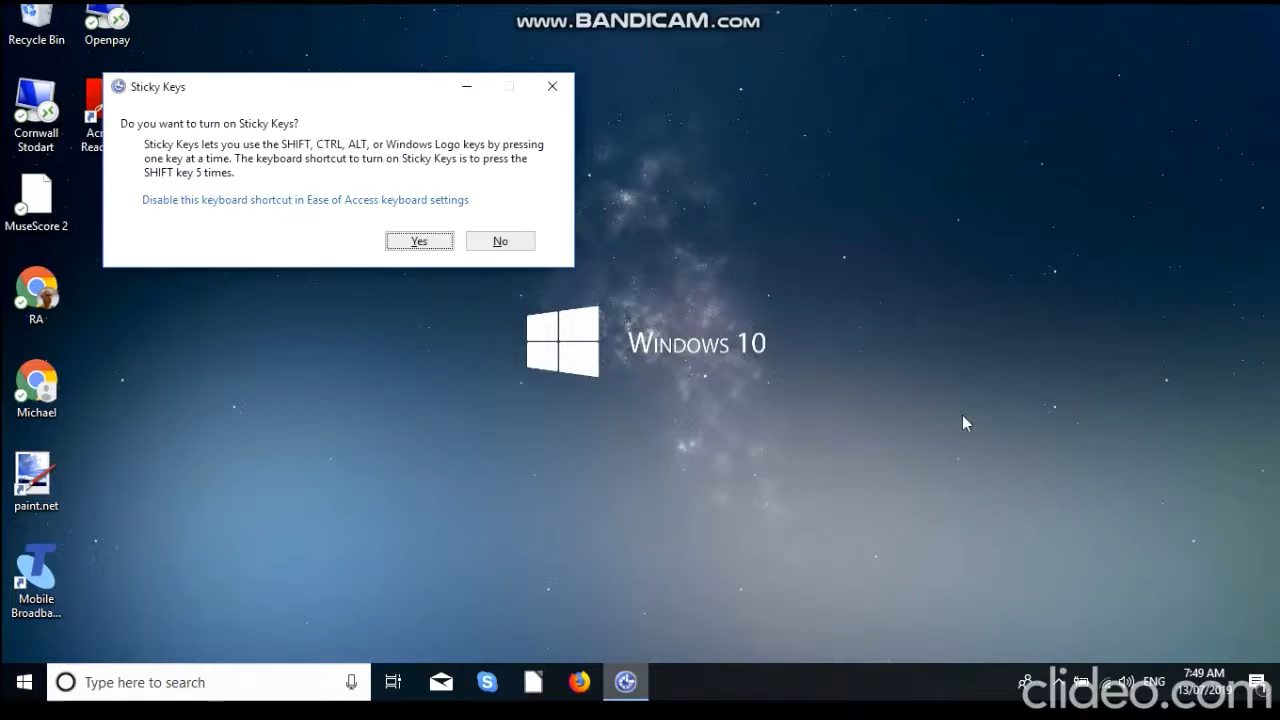 www.BANDICAM.com
Recycle Bin
Openpay
Cornwall
Stodart
Acr
Read
MuseScore 2
RA
Michael
paint.net
Mobile
Broadba...
Sticky Keys
Do you want to turn on Sticky Keys?
Sticky Keys lets you use the SHIFT, CTRL, ALT, or Windows Logo keys by pressing
one key at a time. The keyboard shortcut to turn on Sticky Keys is to press the
SHIFT key 5 times.
Disable this keyboard shortcut in Ease of Access keyboard settings
Yes
No
Windows 10
Type here to search
ENG
7:49 AM
13/07/2019
clideo.com